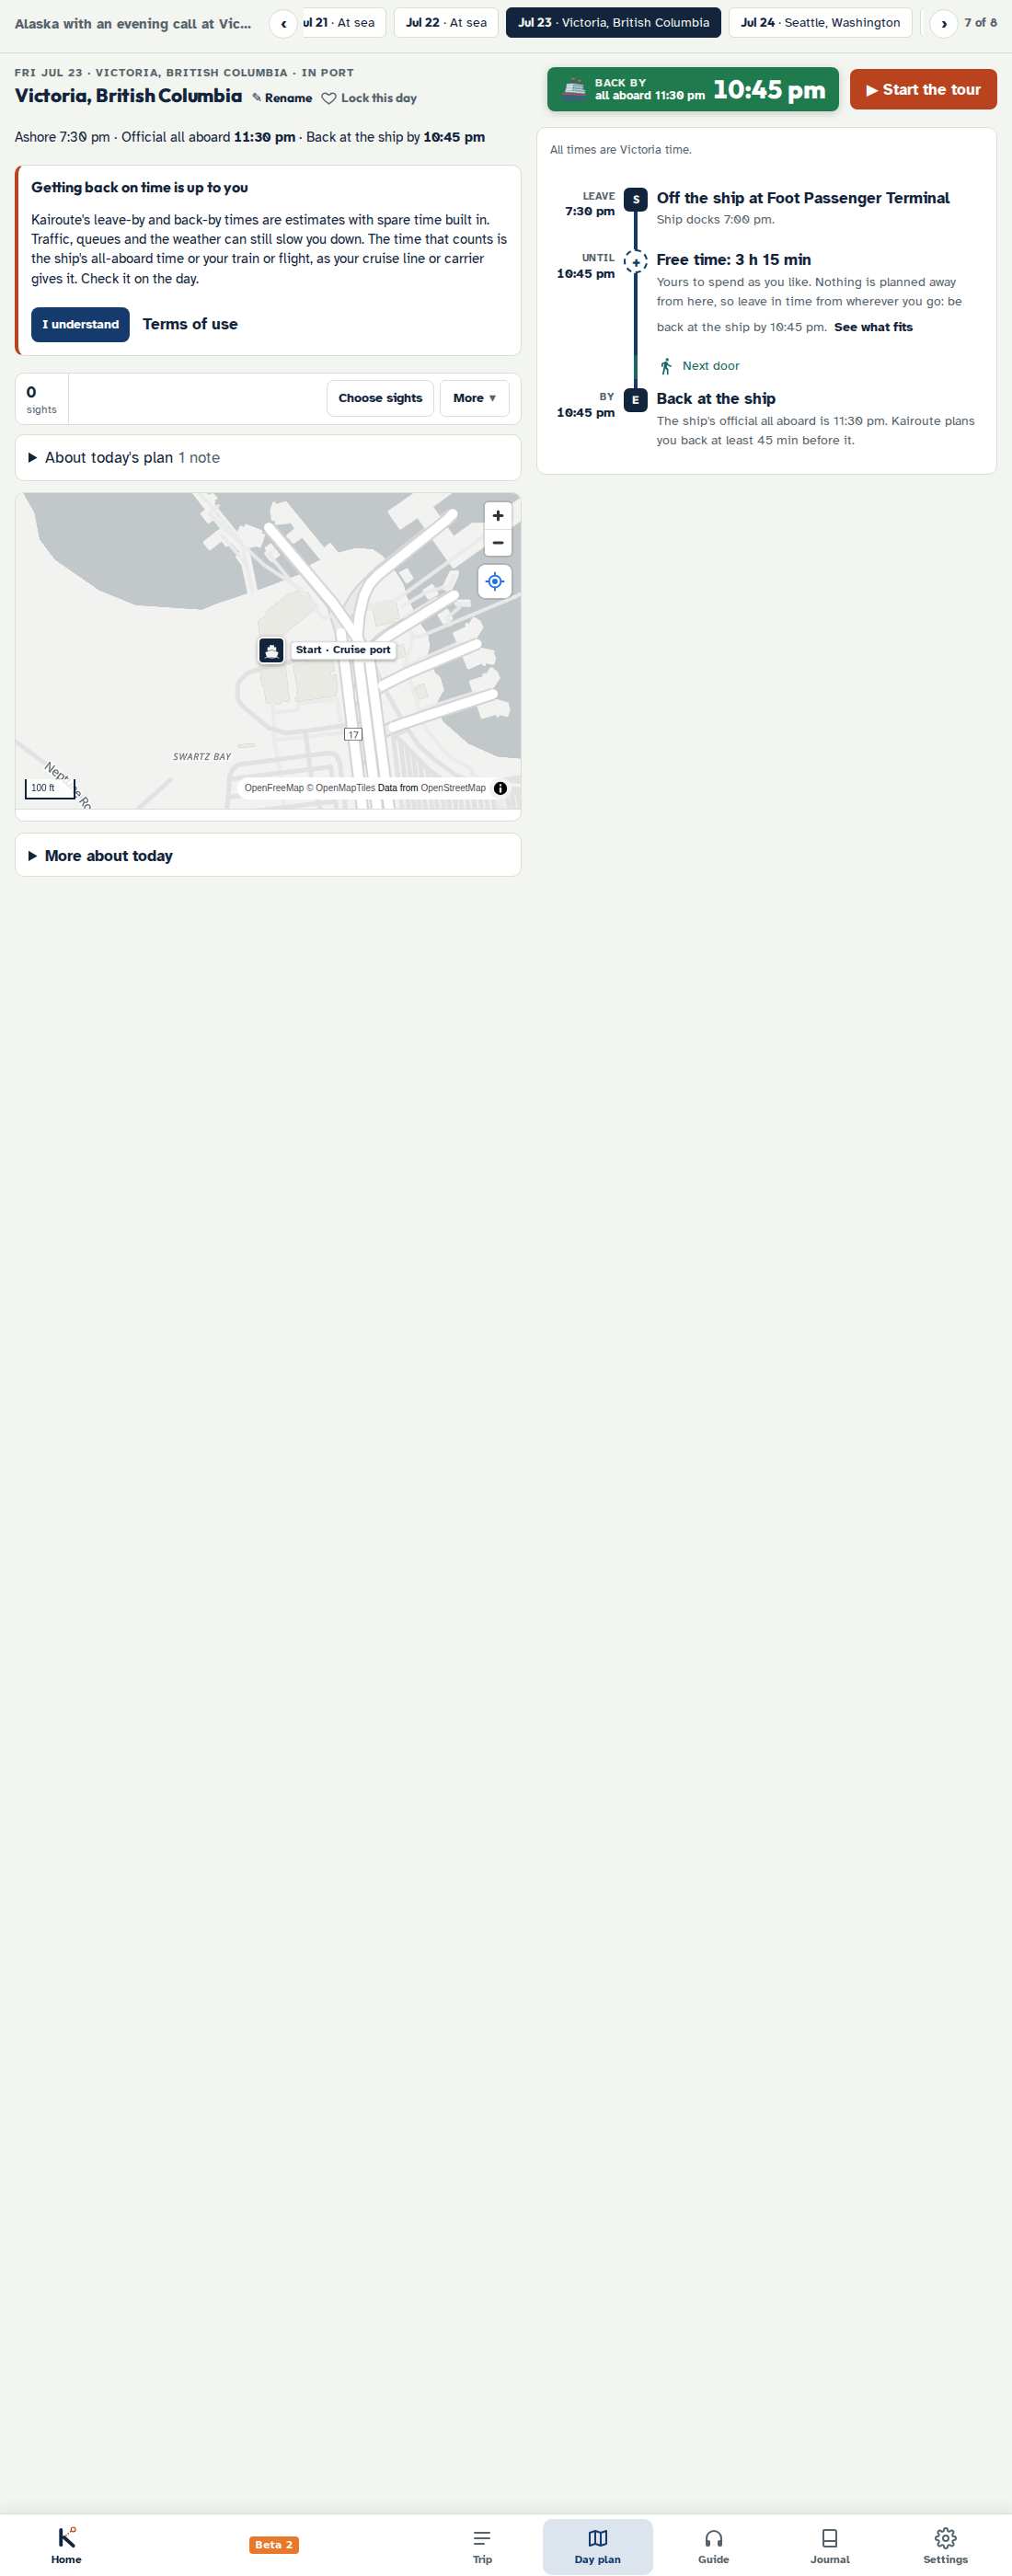 Alaska with an evening call at Vic...
‹
ul 21 · At sea
Jul 22 · At sea
Jul 23 · Victoria, British Columbia
Jul 24 · Seattle, Washington
›
7 of 8
FRI JUL 23 · VICTORIA, BRITISH COLUMBIA · IN PORT
Victoria, British Columbia
✎ Rename
Lock this day
BACK BY
all aboard 11:30 pm
10:45 pm
▶ Start the tour
Ashore 7:30 pm · Official all aboard 11:30 pm · Back at the ship by 10:45 pm
Getting back on time is up to you
Kairoute's leave-by and back-by times are estimates with spare time built in.
Traffic, queues and the weather can still slow you down. The time that counts is
the ship's all-aboard time or your train or flight, as your cruise line or carrier
gives it. Check it on the day.
I understand
Terms of use
0
sights
Choose sights
More ▼
▶ About today's plan 1 note
+
−
Start · Cruise port
17
SWARTZ BAY
100 ft
OpenFreeMap © OpenMapTiles Data from OpenStreetMap
▶ More about today
All times are Victoria time.
LEAVE
7:30 pm
S
Off the ship at Foot Passenger Terminal
Ship docks 7:00 pm.
UNTIL
10:45 pm
+
Free time: 3 h 15 min
Yours to spend as you like. Nothing is planned away
from here, so leave in time from wherever you go: be
back at the ship by 10:45 pm. See what fits
Next door
BY
10:45 pm
E
Back at the ship
The ship's official all aboard is 11:30 pm. Kairoute plans
you back at least 45 min before it.
Home
Beta 2
Trip
Day plan
Guide
Journal
Settings